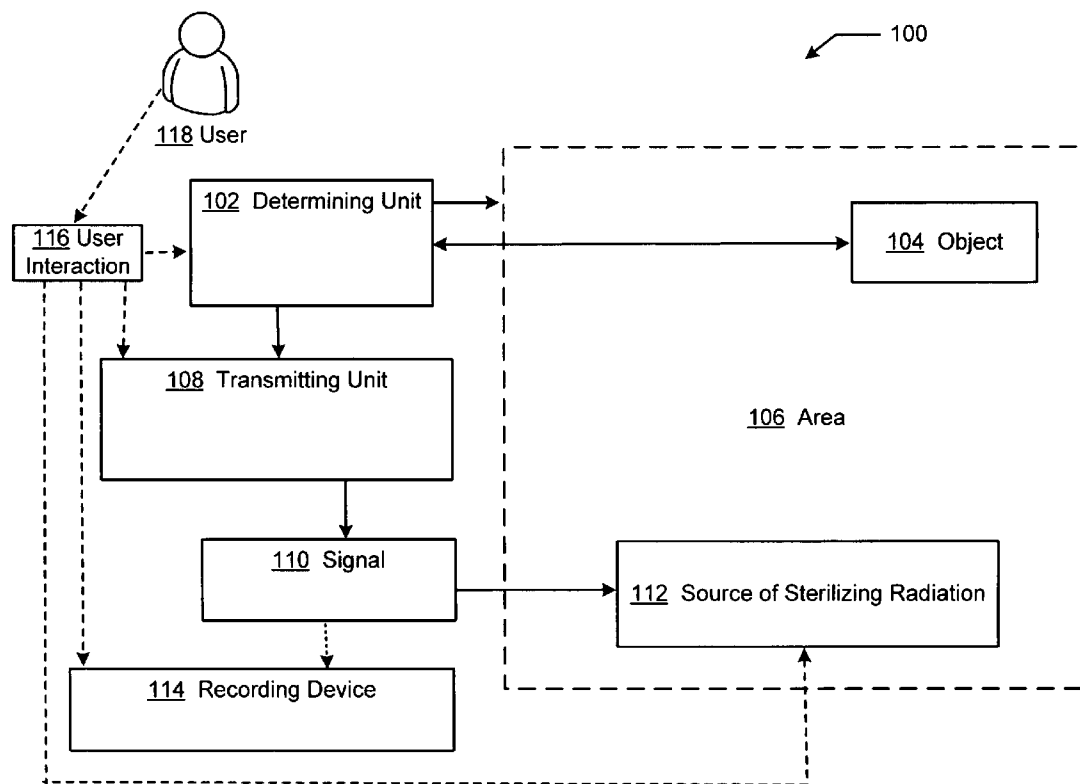 100
118 User
102 Determining Unit
116 User
Interaction
104 Object
108 Transmitting Unit
106 Area
110 Signal
112 Source of Sterilizing Radiation
114 Recording Device